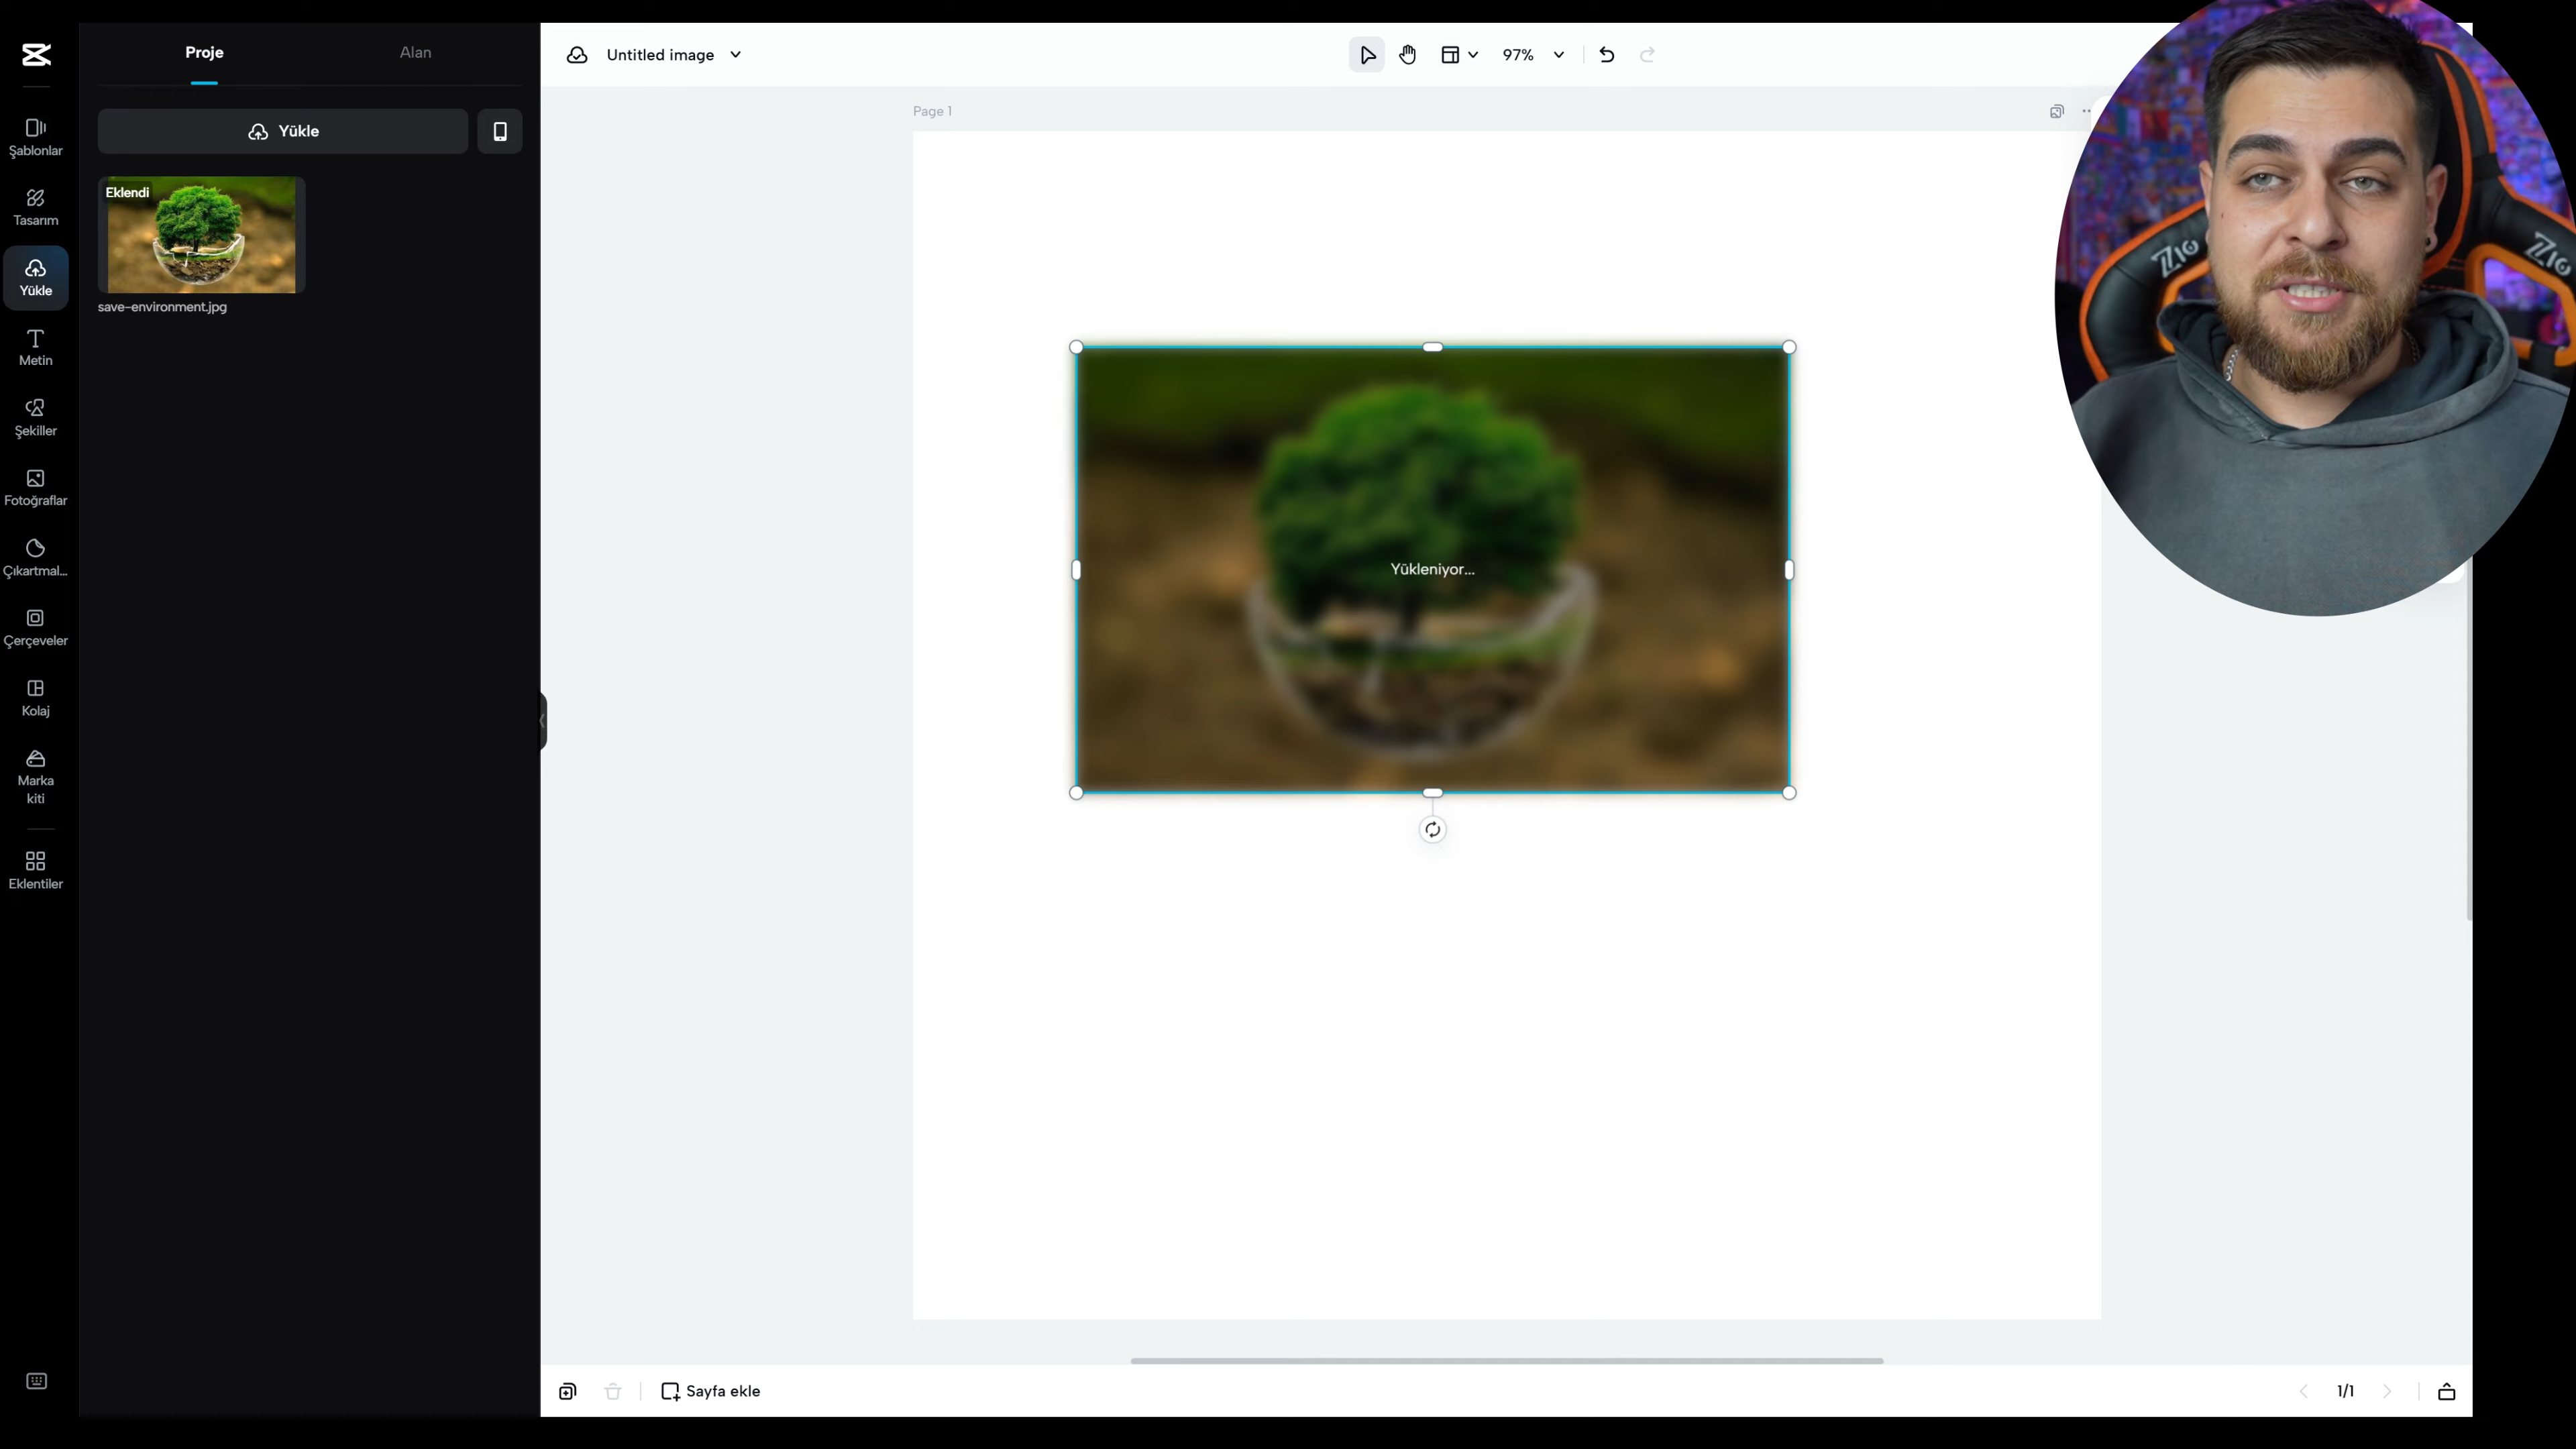 Proje
Alan
Yükle
Eklendi
save-environment.jpg
Şablonlar
Tasarım
Yükle
Metin
Şekiller
Fotoğraflar
Çıkartmal...
Çerçeveler
Kolaj
Marka
kiti
Eklentiler
Untitled image
97%
Page 1
Yükleniyor...
Sayfa ekle
1/1